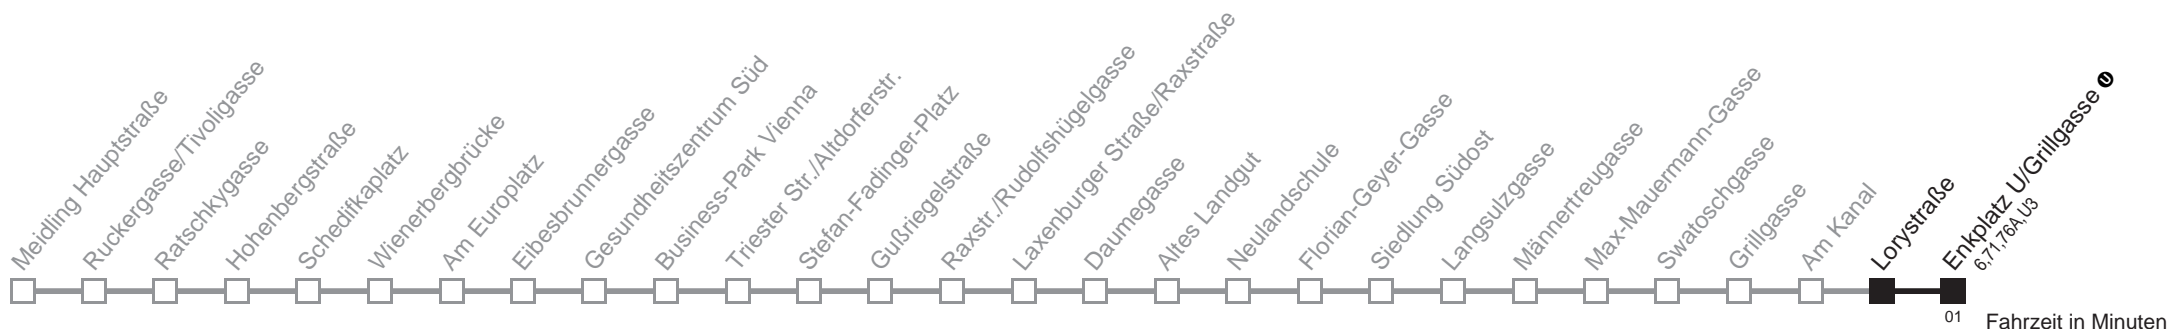 Meidling Hauptstraße
Ruckergasse/Tivoligasse
Ratschkygasse
Hohenbergstraße
Schedifkaplatz
Wienerbergbrücke
Am Europlatz
Eibesbrunnergasse
Gesundheitszentrum Süd
Business-Park Vienna
Triester Str./Altdorferstr.
Stefan-Fadinger-Platz
Gußriegelstraße
Raxstr./Rudolfshügelgasse
Laxenburger Straße/Raxstraße
Daumegasse
Altes Landgut
Neulandschule
Florian-Geyer-Gasse
Siedlung Südost
Langsulzgasse
Männertreugasse
Max-Mauermann-Gasse
Swatoschgasse
Grillgasse
Am Kanal
Lorystraße
Enkplatz U/Grillgasse U
6,71,76A,U3
01
Fahrzeit in Minuten